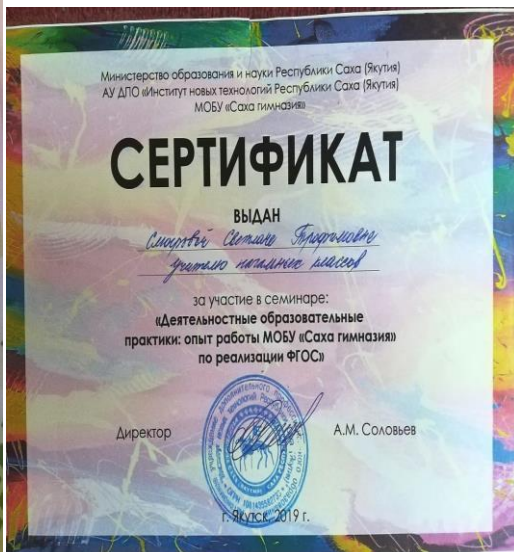 Министерство образования и науки Республики Саха (Якутия)
АУ ДПО «Институт новых технологий Республики Саха (Якутия)
МОБУ «Саха гимназия»
СЕРТИФИКАТ
ВЫДАН
Светлане Трофимовне
учителю начальных классов
за участие в семинаре:
«Деятельностные образовательные
практики: опыт работы МОБУ «Саха гимназия»
по реализации ФГОС»
Директор
А.М. Соловьев
г. Якутск, 2019 г.